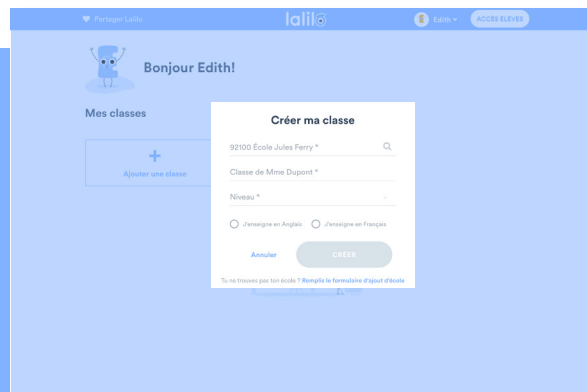 Partager Lalilo
lalilo
Edith
ACCÈS ÉLÈVES
Bonjour Edith!
Mes classes
+
Ajouter une classe
Créer ma classe
92100 École Jules Ferry *
Classe de Mme Dupont *
Niveau *
J'enseigne en Anglais
J'enseigne en Français
Annuler
CRÉER
Tu ne trouves pas ton école ? Remplis le formulaire d'ajout d'école